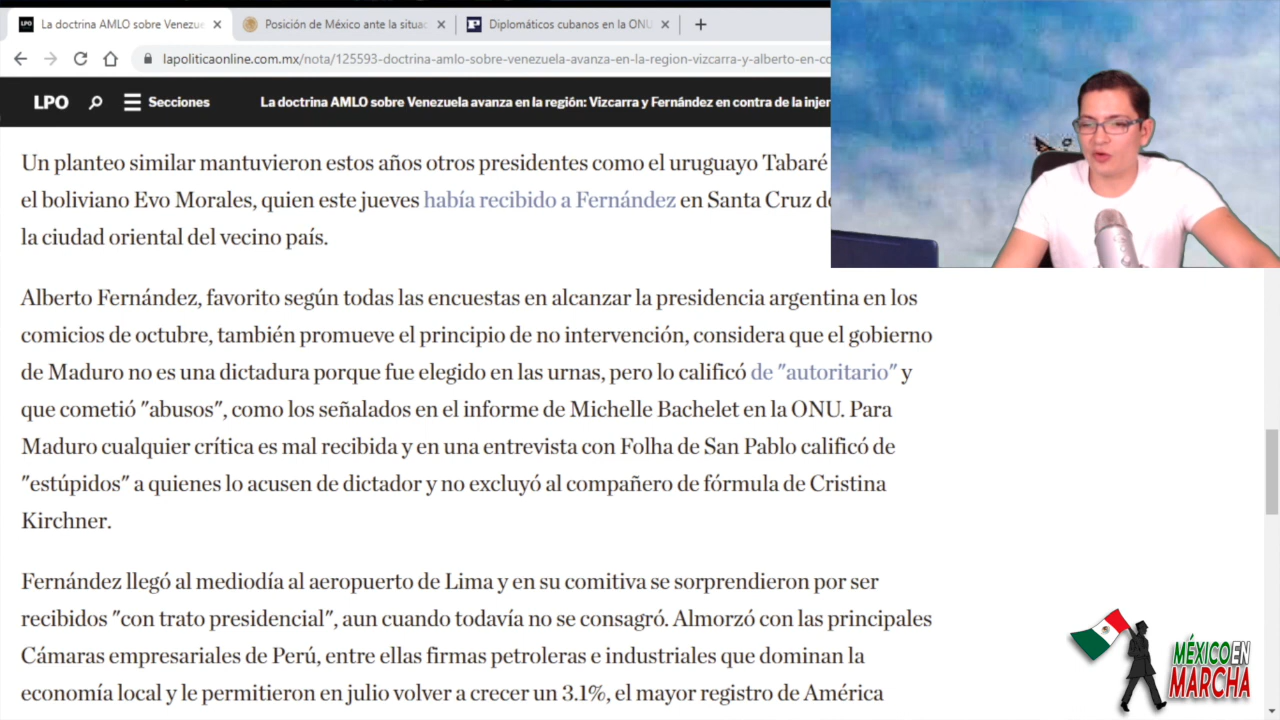 LPO La doctrina AMLO sobre Venezue
Posición de México ante la situac
Diplomáticos cubanos en la ONU
lapoliticaonline.com.mx/nota/125593-doctrina-amlo-sobre-venezuela-avanza-en-la-region-vizcarra-y-alberto-en-co
LPO Secciones La doctrina AMLO sobre Venezuela avanza en la región: Vizcarra y Fernández en contra de la injer
Un planteo similar mantuvieron estos años otros presidentes como el uruguayo Tabaré
el boliviano Evo Morales, quien este jueves había recibido a Fernández en Santa Cruz de
la ciudad oriental del vecino país.
Alberto Fernández, favorito según todas las encuestas en alcanzar la presidencia argentina en los
comicios de octubre, también promueve el principio de no intervención, considera que el gobierno
de Maduro no es una dictadura porque fue elegido en las urnas, pero lo calificó de "autoritario" y
que cometió "abusos", como los señalados en el informe de Michelle Bachelet en la ONU. Para
Maduro cualquier crítica es mal recibida y en una entrevista con Folha de San Pablo calificó de
"estúpidos" a quienes lo acusen de dictador y no excluyó al compañero de fórmula de Cristina
Kirchner.
Fernández llegó al mediodía al aeropuerto de Lima y en su comitiva se sorprendieron por ser
recibidos "con trato presidencial", aun cuando todavía no se consagró. Almorzó con las principales
Cámaras empresariales de Perú, entre ellas firmas petroleras e industriales que dominan la
economía local y le permitieron en julio volver a crecer un 3.1%, el mayor registro de América
MÉXICO EN
MARCHA